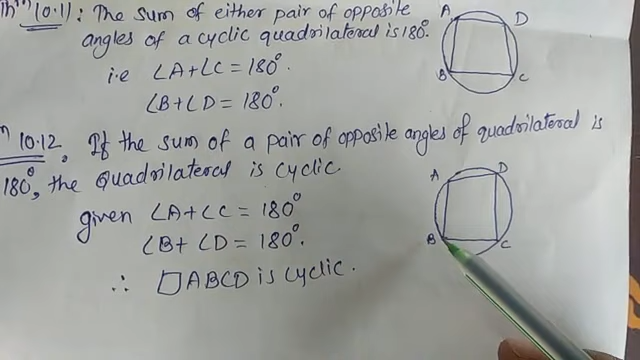 10.11) : The sum of either pair of opposite
angles of a cyclic quadrilateral is 180°.
i.e ∠A+∠C = 180°.
∠B+∠D = 180°.
A D
B C
10.12. If the sum of a pair of opposite angles of quadrilateral is
180°, the Quadrilateral is cyclic.
given ∠A+∠C = 180°
∠B+ ∠D = 180°.
∴ □ABCD is cyclic.
A D
B C